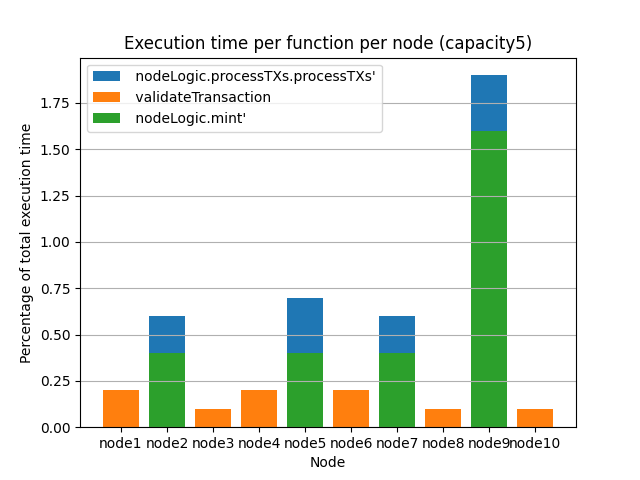 Execution time per function per node (capacity5)
nodeLogic.processTXs.processTXs'
validateTransaction
nodeLogic.mint'
Percentage of total execution time
1.75
1.50
1.25
1.00
0.75
0.50
0.25
0.00
node1 node2 node3 node4 node5 node6 node7 node8 node9 node10
Node